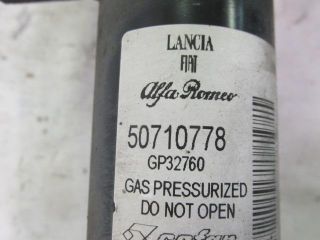 LANCIA
FIAT
Alfa Romeo
50710778
GP32760
GAS PRESSURIZED
DO NOT OPEN